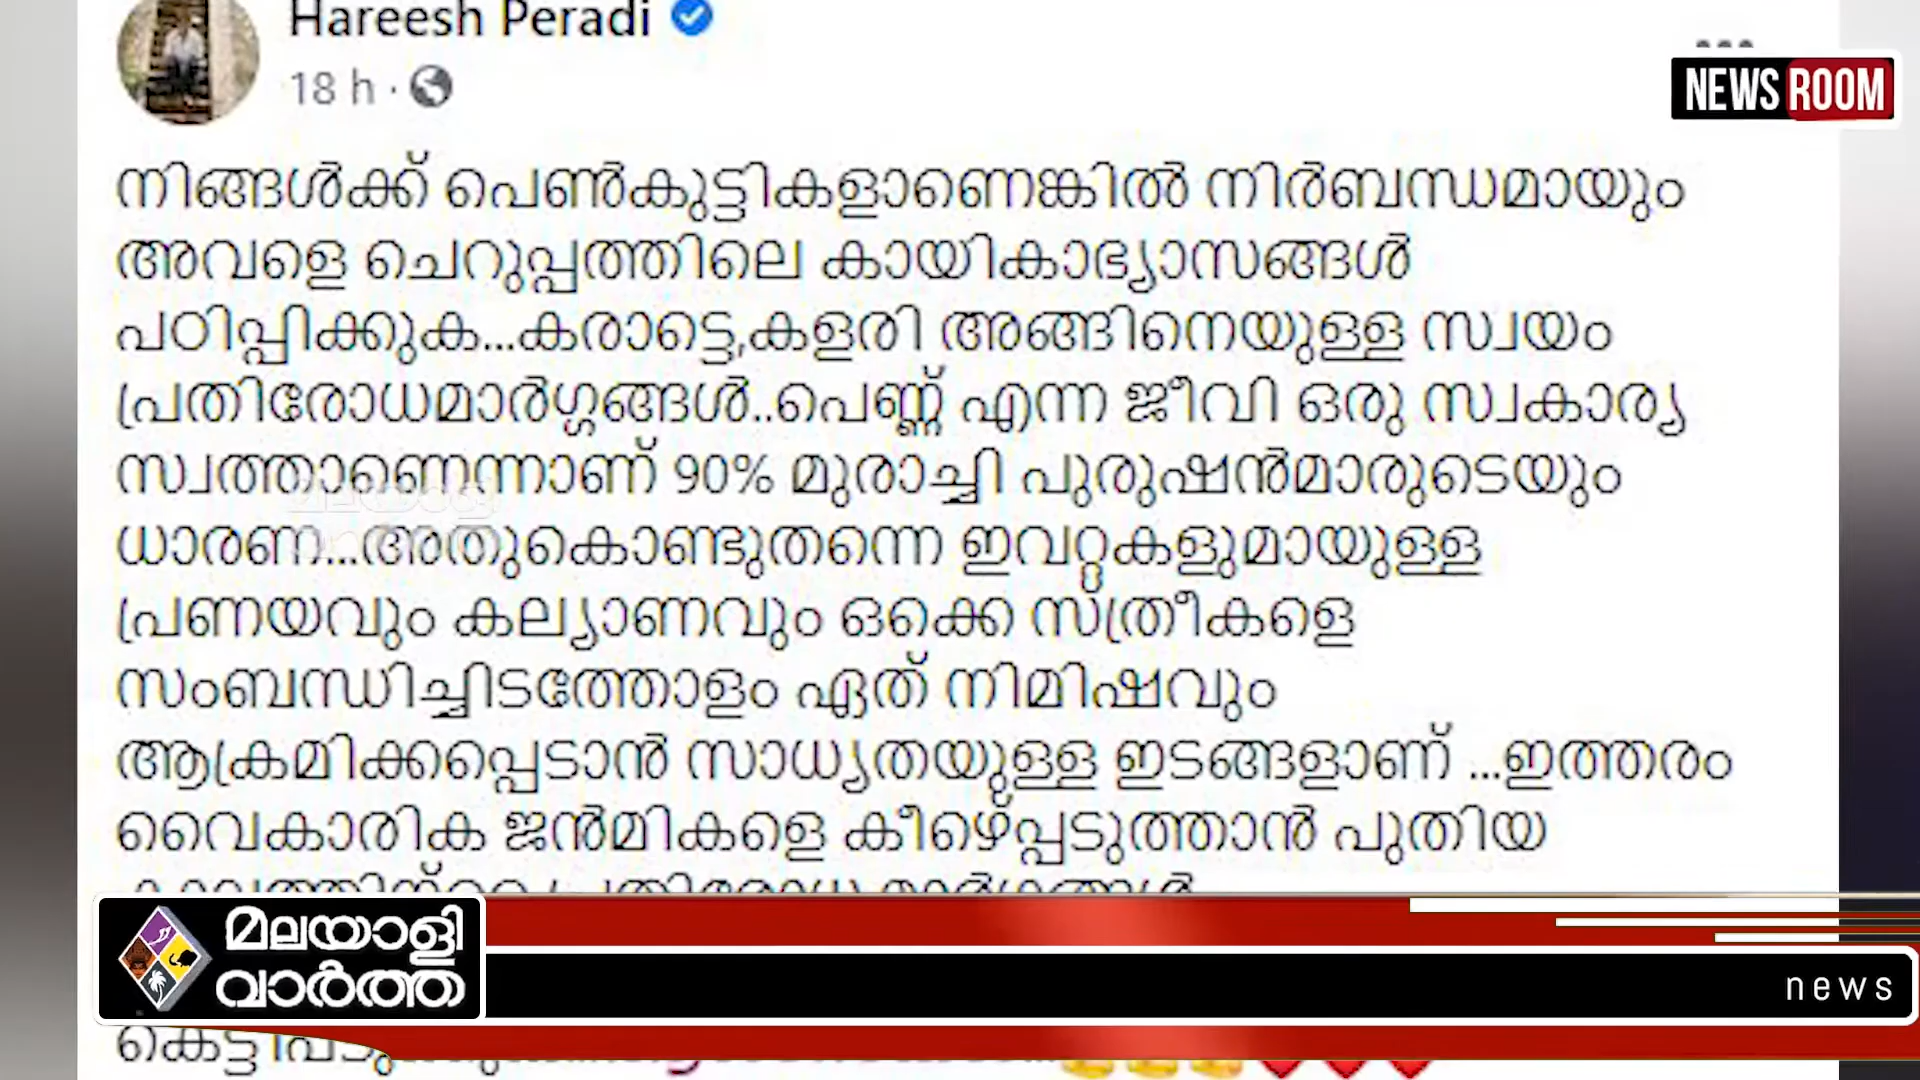 Hareesh Peradi
18 h ·
NEWS ROOM
നിങ്ങൾക്ക് പെൺകുട്ടികളാണെങ്കിൽ നിർബന്ധമായും
അവളെ ചെറുപ്പത്തിലെ കായികാഭ്യാസങ്ങൾ
പഠിപ്പിക്കുക...കരാട്ടെ,കളരി അങ്ങിനെയുള്ള സ്വയം
പ്രതിരോധമാർഗ്ഗങ്ങൾ..പെണ്ണ് എന്ന ജീവി ഒരു സ്വകാര്യ
സ്വത്താണെന്നാണ് 90% മുരാച്ചി പുരുഷൻമാരുടെയും
ധാരണ...അതുകൊണ്ടുതന്നെ ഇവറ്റകളുമായുള്ള
പ്രണയവും കല്യാണവും ഒക്കെ സ്ത്രീകളെ
സംബന്ധിച്ചിടത്തോളം ഏത് നിമിഷവും
ആക്രമിക്കപ്പെടാൻ സാധ്യതയുള്ള ഇടങ്ങളാണ് ...ഇത്തരം
വൈകാരിക ജൻമികളെ കീഴ്പ്പെടുത്താൻ പുതിയ
മലയാളി
വാർത്ത
news